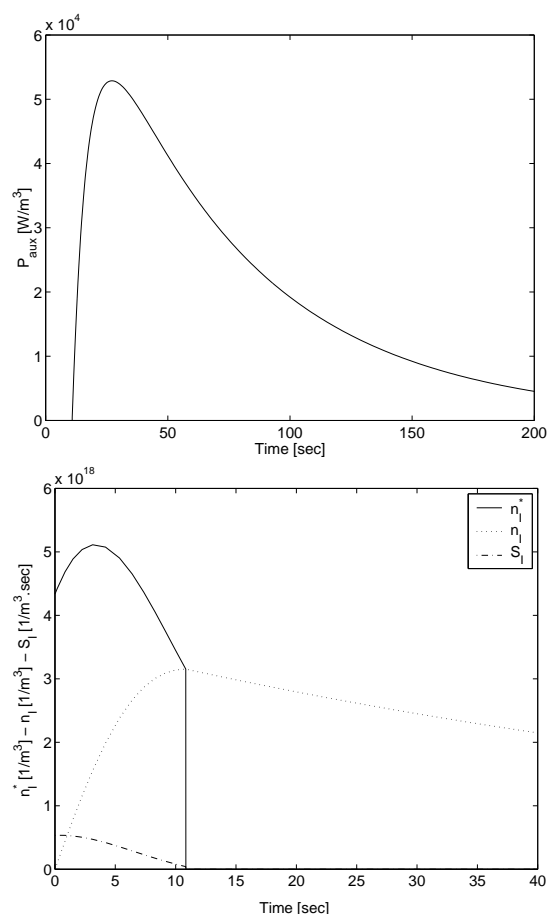 x 10^4
6
5
4
3
2
1
0
P_aux [W/m^3]
0 50 100 150 200
Time [sec]
x 10^18
6
5
4
3
2
1
0
n_I^* [1/m^3] − n_I [1/m^3] − S_I [1/m^3.sec]
n_I^*
n_I
S_I
0 5 10 15 20 25 30 35 40
Time [sec]